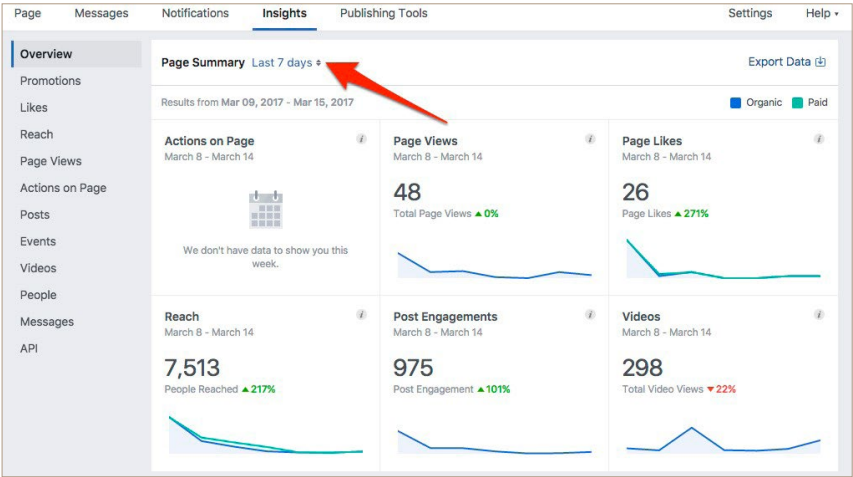 Page Messages Notifications Insights Publishing Tools Settings Help
Overview
Promotions
Likes
Reach
Page Views
Actions on Page
Posts
Events
Videos
People
Messages
API
Page Summary Last 7 days
Export Data
Results from Mar 09, 2017 - Mar 15, 2017
Organic Paid
Actions on Page
March 8 - March 14
We don't have data to show you this
week.
Page Views
March 8 - March 14
48
Total Page Views ▲ 0%
Page Likes
March 8 - March 14
26
Page Likes ▲ 271%
Reach
March 8 - March 14
7,513
People Reached ▲ 217%
Post Engagements
March 8 - March 14
975
Post Engagement ▲ 101%
Videos
March 8 - March 14
298
Total Video Views ▼ 22%